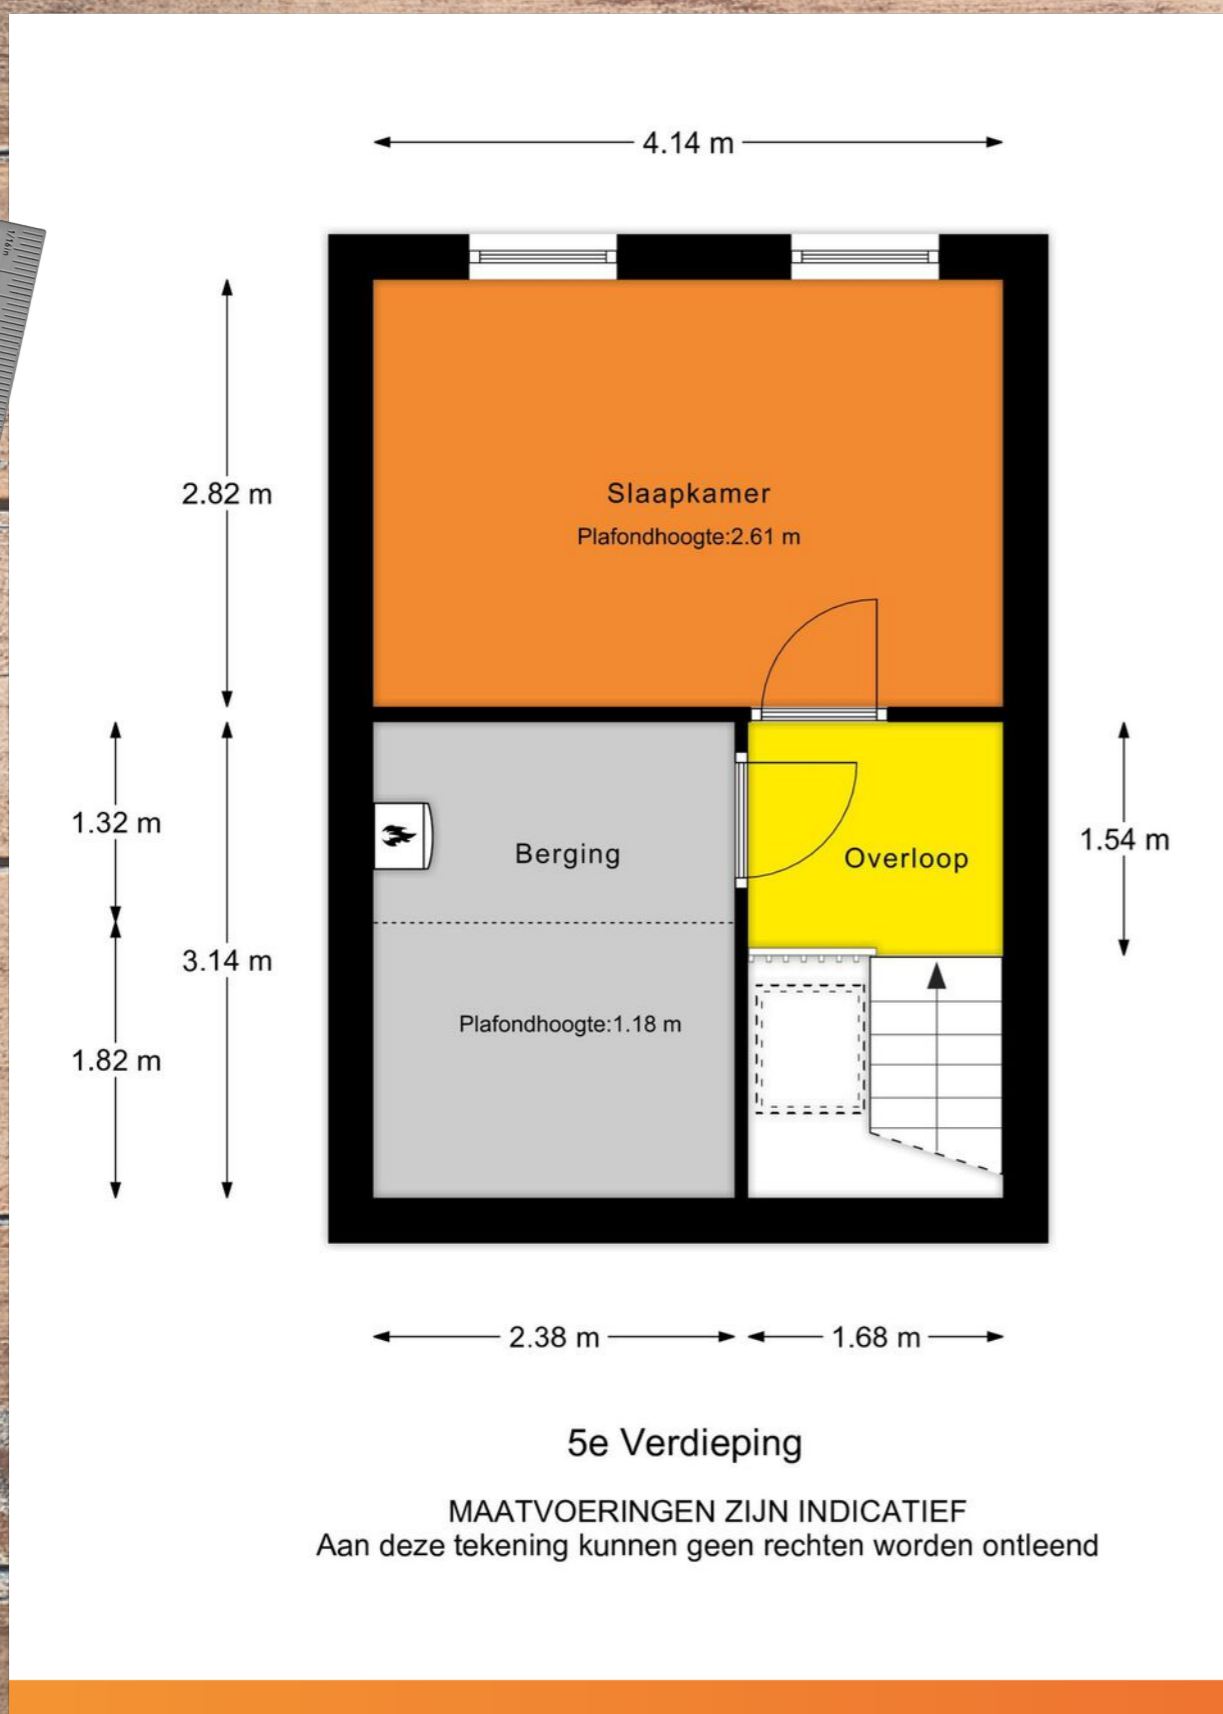 4.14 m
1/16in
2.82 m
Slaapkamer
Plafondhoogte:2.61 m
1.32 m
Berging
Overloop
1.54 m
3.14 m
Plafondhoogte:1.18 m
1.82 m
2.38 m
1.68 m
5e Verdieping
MAATVOERINGEN ZIJN INDICATIEF
Aan deze tekening kunnen geen rechten worden ontleend